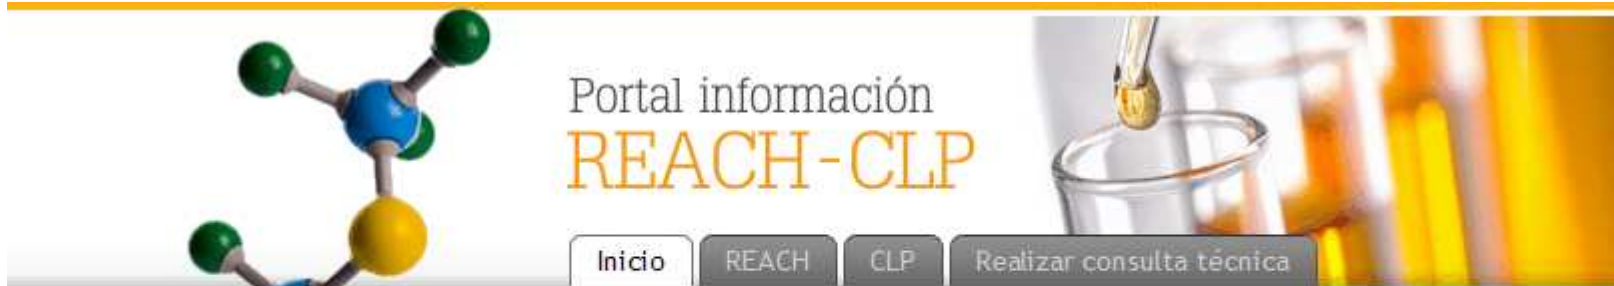 Portal información
REACH-CLP
Inicio REACH CLP Realizar consulta técnica